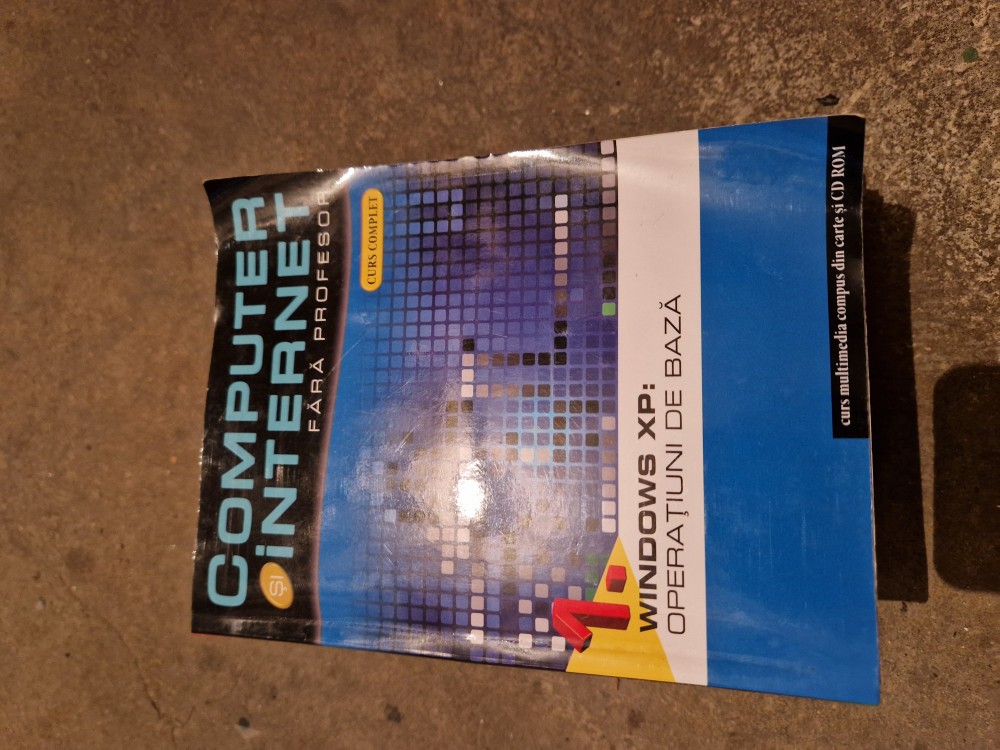 COMPUTER
ȘI INTERNET
FĂRĂ PROFESOR
CURS COMPLET
1.
WINDOWS XP:
OPERAȚIUNI DE BAZĂ
curs multimedia compus din carte și CD ROM